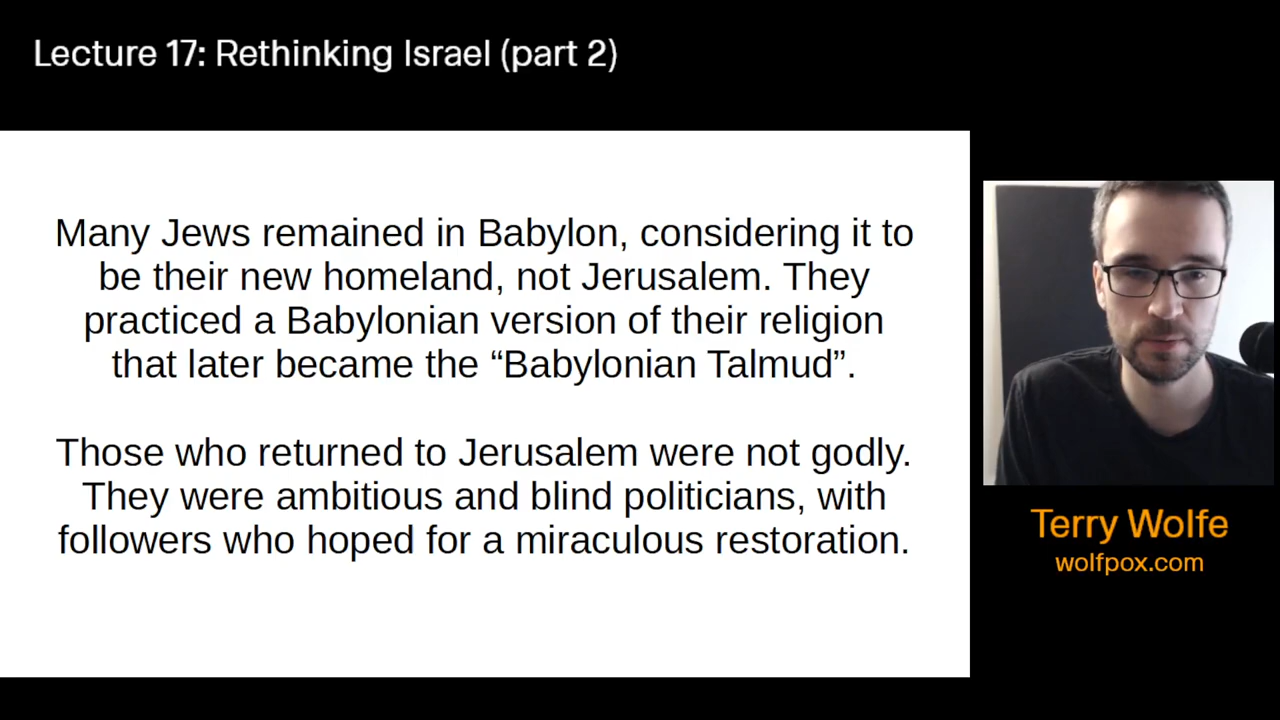 Lecture 17: Rethinking Israel (part 2)
Many Jews remained in Babylon, considering it to
be their new homeland, not Jerusalem. They
practiced a Babylonian version of their religion
that later became the “Babylonian Talmud”.
Those who returned to Jerusalem were not godly.
They were ambitious and blind politicians, with
followers who hoped for a miraculous restoration.
Terry Wolfe
wolfpox.com